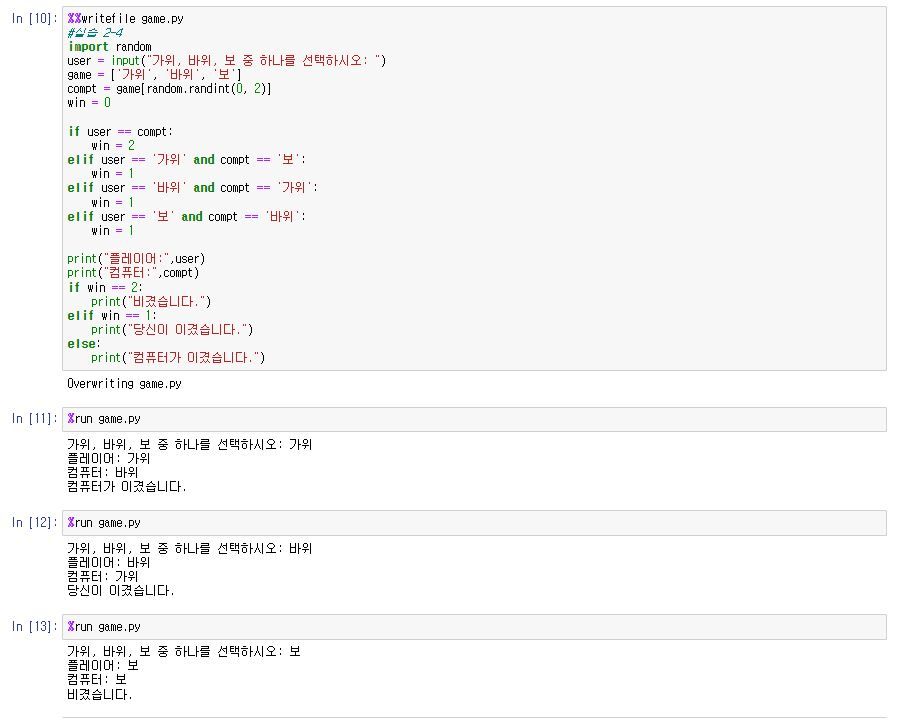 In [10]: %%writefile game.py
#실습 2-4
import random
user = input("가위, 바위, 보 중 하나를 선택하시오: ")
game = ['가위', '바위', '보']
compt = game[random.randint(0, 2)]
win = 0
if user == compt:
    win = 2
elif user == '가위' and compt == '보':
    win = 1
elif user == '바위' and compt == '가위':
    win = 1
elif user == '보' and compt == '바위':
    win = 1
print("플레이어:",user)
print("컴퓨터:",compt)
if win == 2:
    print("비겼습니다.")
elif win == 1:
    print("당신이 이겼습니다.")
else:
    print("컴퓨터가 이겼습니다.")
Overwriting game.py
In [11]: %run game.py
가위, 바위, 보 중 하나를 선택하시오: 가위
플레이어: 가위
컴퓨터: 바위
컴퓨터가 이겼습니다.
In [12]: %run game.py
가위, 바위, 보 중 하나를 선택하시오: 바위
플레이어: 바위
컴퓨터: 가위
당신이 이겼습니다.
In [13]: %run game.py
가위, 바위, 보 중 하나를 선택하시오: 보
플레이어: 보
컴퓨터: 보
비겼습니다.